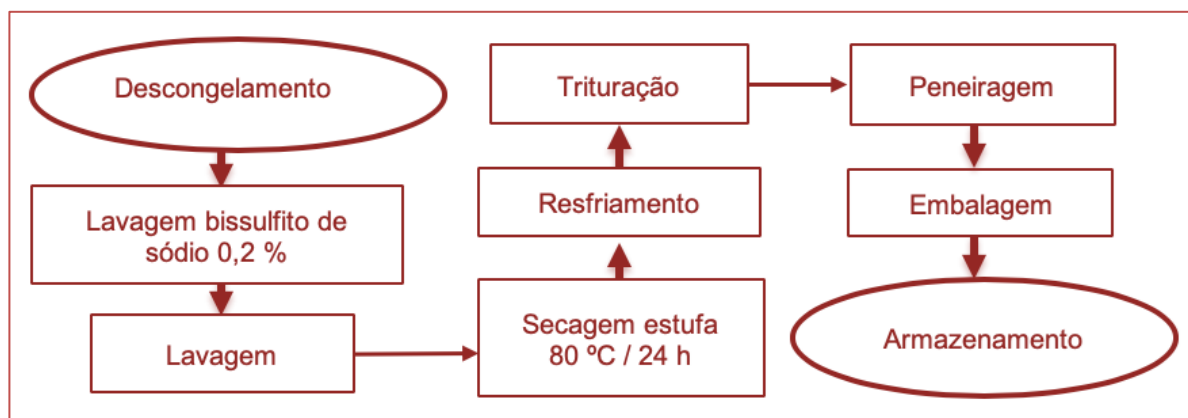 Descongelamento
Lavagem bissulfito de
sódio 0,2 %
Lavagem
Secagem estufa
80 ºC / 24 h
Resfriamento
Trituração
Peneiragem
Embalagem
Armazenamento